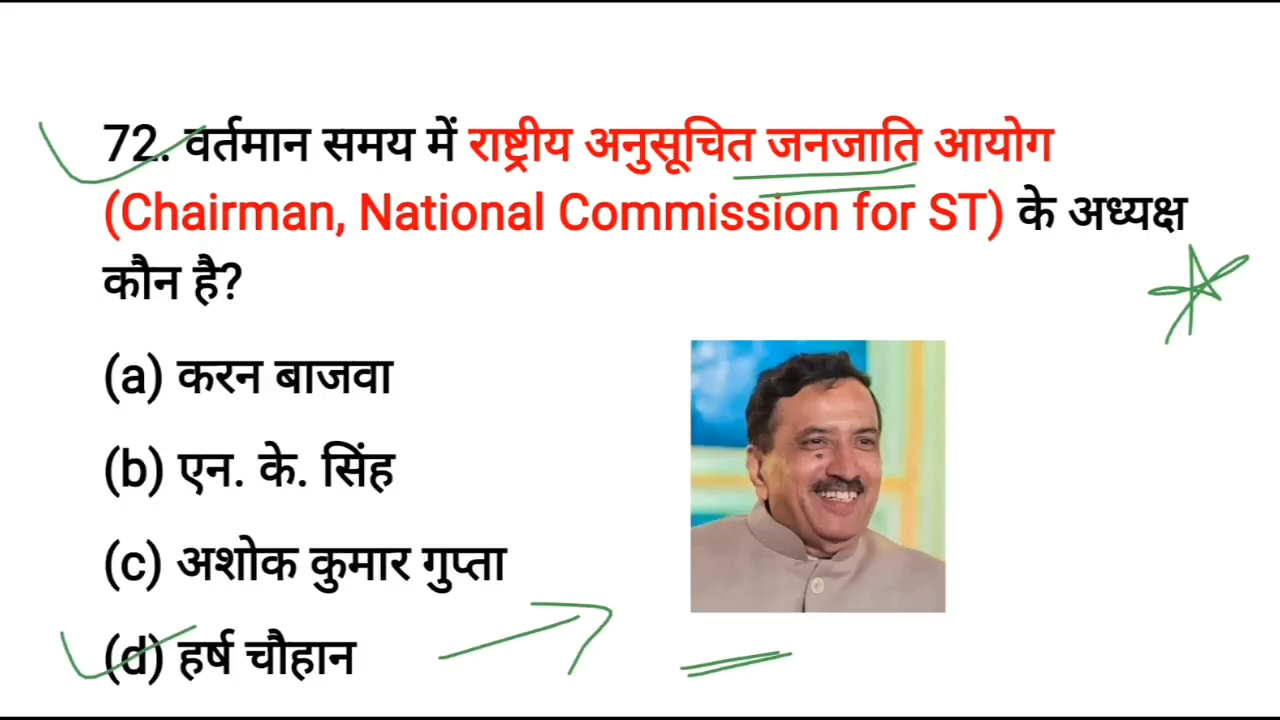 72. वर्तमान समय में राष्ट्रीय अनुसूचित जनजाति आयोग
(Chairman, National Commission for ST) के अध्यक्ष
कौन है?
(a) करन बाजवा
(b) एन. के. सिंह
(c) अशोक कुमार गुप्ता
(d) हर्ष चौहान